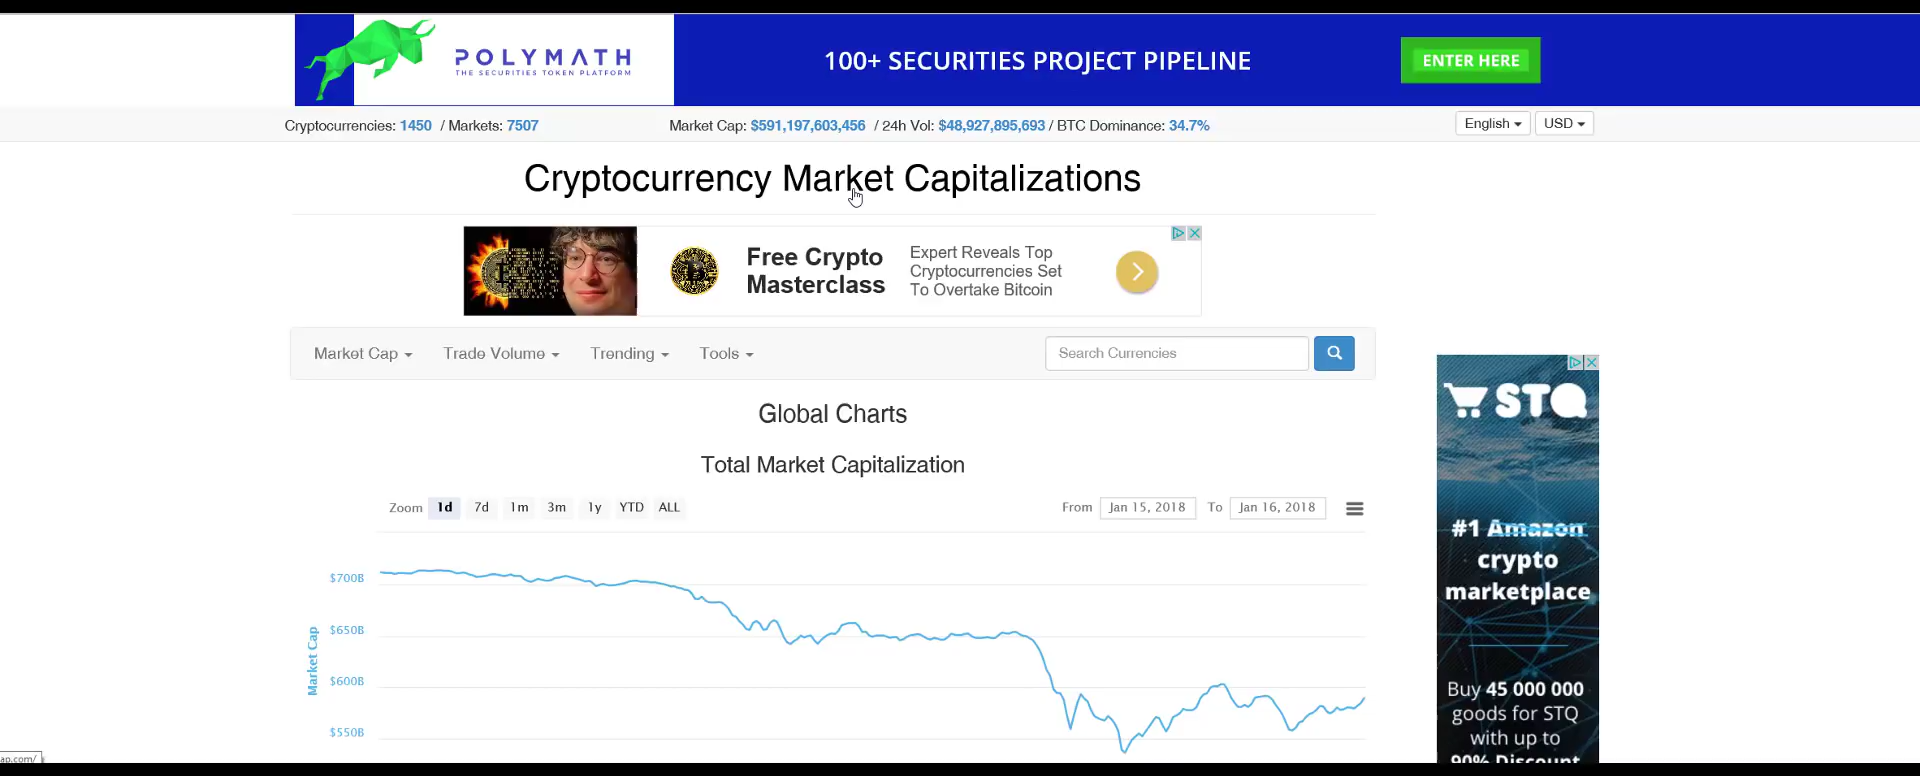 POLYMATH
THE SECURITIES TOKEN PLATFORM
100+ SECURITIES PROJECT PIPELINE
ENTER HERE
Cryptocurrencies: 1450 / Markets: 7507
Market Cap: $591,197,603,456 / 24h Vol: $48,927,895,693 / BTC Dominance: 34.7%
English
USD
Cryptocurrency Market Capitalizations
Free Crypto
Masterclass
Expert Reveals Top
Cryptocurrencies Set
To Overtake Bitcoin
Market Cap
Trade Volume
Trending
Tools
Search Currencies
Global Charts
Total Market Capitalization
Zoom 1d 7d 1m 3m 1y YTD ALL
From Jan 15, 2018 To Jan 16, 2018
$700B
$650B
$600B
$550B
Market Cap
STQ
#1 Amazon
crypto
marketplace
Buy 45 000 000
goods for STQ
with up to
90% Discount
ap.com/